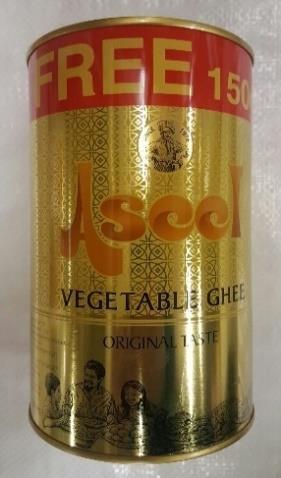 FREE 150
Aseel
VEGETABLE GHEE
ORIGINAL TASTE